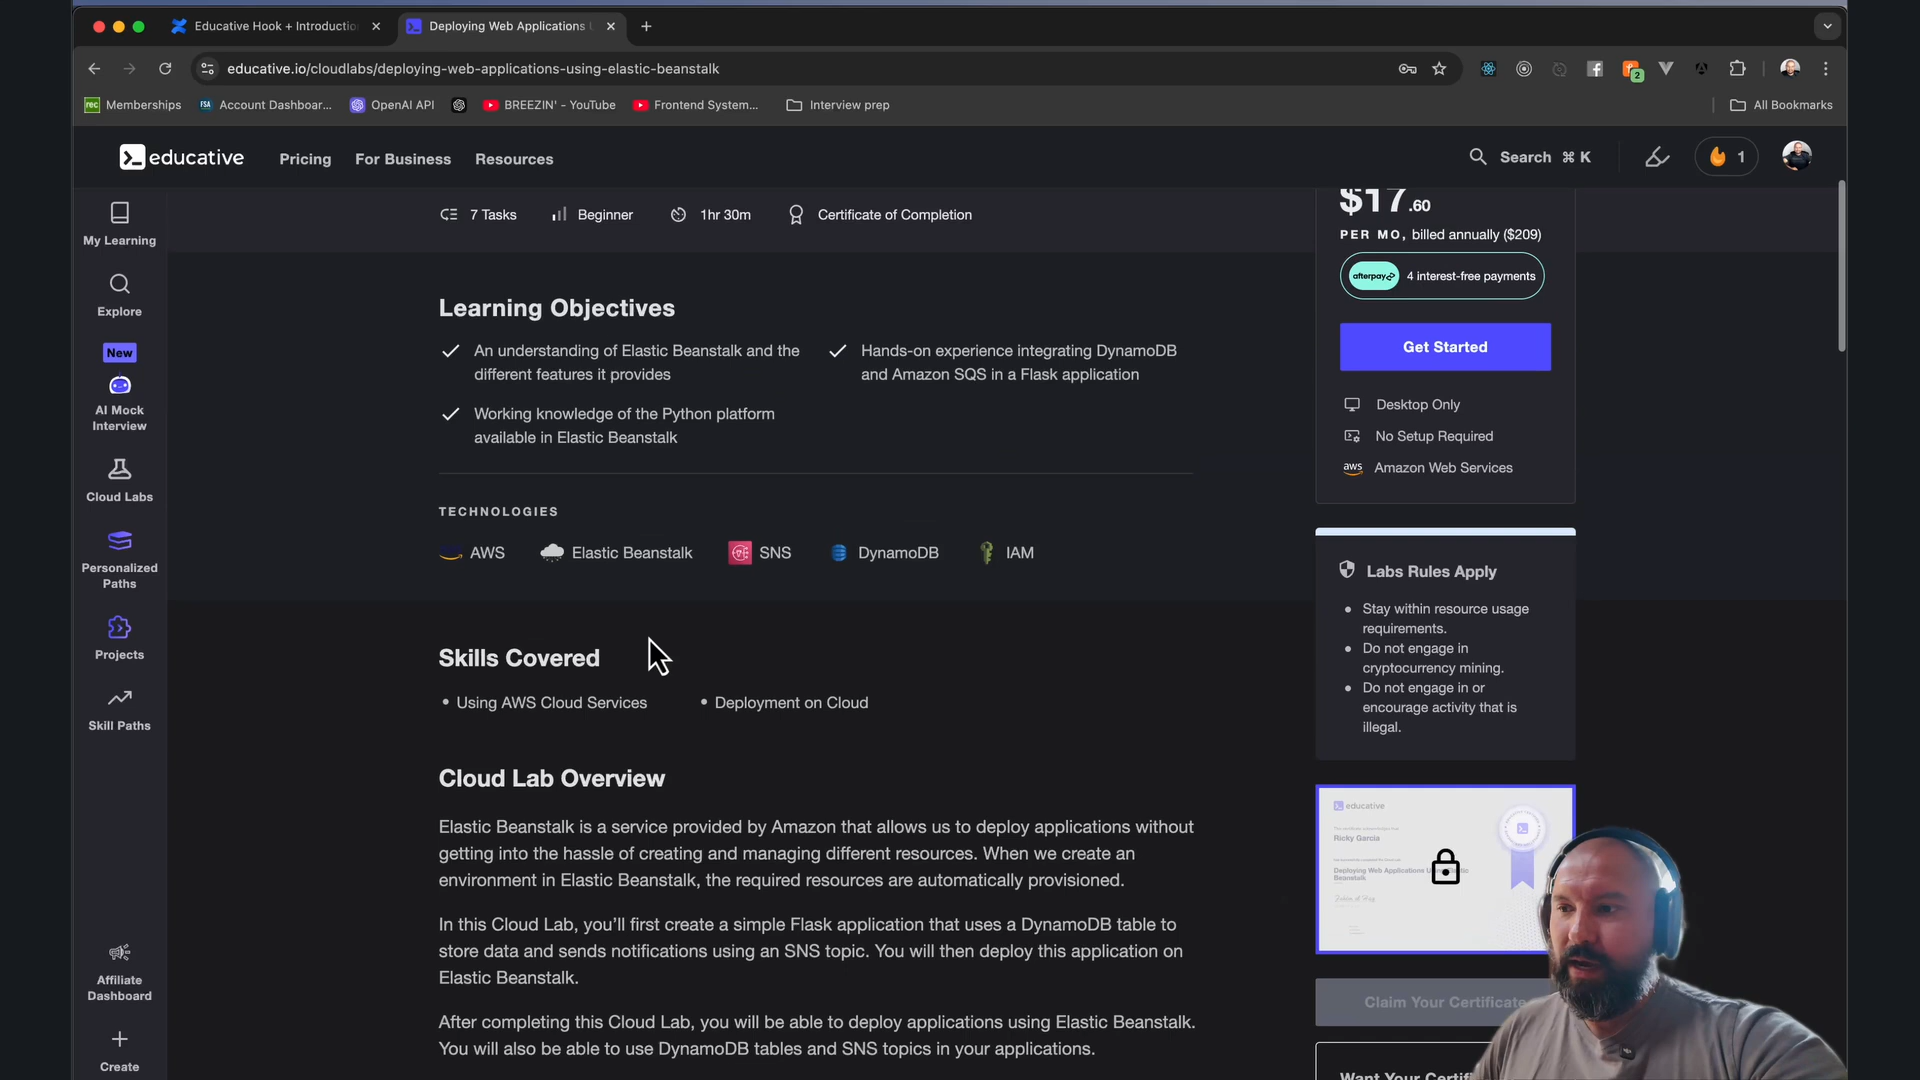 Educative Hook + Introductio
Deploying Web Applications U
educative.io/cloudlabs/deploying-web-applications-using-elastic-beanstalk
2
rec Memberships
FSA Account Dashboar...
OpenAI API
BREEZIN' - YouTube
Frontend System...
Interview prep
All Bookmarks
educative
Pricing
For Business
Resources
Search ⌘ K
1
My Learning
Explore
New
AI Mock
Interview
Cloud Labs
Personalized
Paths
Projects
Skill Paths
Affiliate
Dashboard
Create
7 Tasks
Beginner
1hr 30m
Certificate of Completion
Learning Objectives
An understanding of Elastic Beanstalk and the
different features it provides
Hands-on experience integrating DynamoDB
and Amazon SQS in a Flask application
Working knowledge of the Python platform
available in Elastic Beanstalk
TECHNOLOGIES
AWS
Elastic Beanstalk
SNS
DynamoDB
IAM
Skills Covered
• Using AWS Cloud Services
• Deployment on Cloud
Cloud Lab Overview
Elastic Beanstalk is a service provided by Amazon that allows us to deploy applications without
getting into the hassle of creating and managing different resources. When we create an
environment in Elastic Beanstalk, the required resources are automatically provisioned.
In this Cloud Lab, you’ll first create a simple Flask application that uses a DynamoDB table to
store data and sends notifications using an SNS topic. You will then deploy this application on
Elastic Beanstalk.
After completing this Cloud Lab, you will be able to deploy applications using Elastic Beanstalk.
You will also be able to use DynamoDB tables and SNS topics in your applications.
$17.60
PER MO, billed annually ($209)
afterpay 4 interest-free payments
Get Started
Desktop Only
No Setup Required
aws Amazon Web Services
Labs Rules Apply
• Stay within resource usage
requirements.
• Do not engage in
cryptocurrency mining.
• Do not engage in or
encourage activity that is
illegal.
educative
Ricky Garcia
Deploying Web Applications
Beanstalk
Claim Your Certificate
Want Your Certif